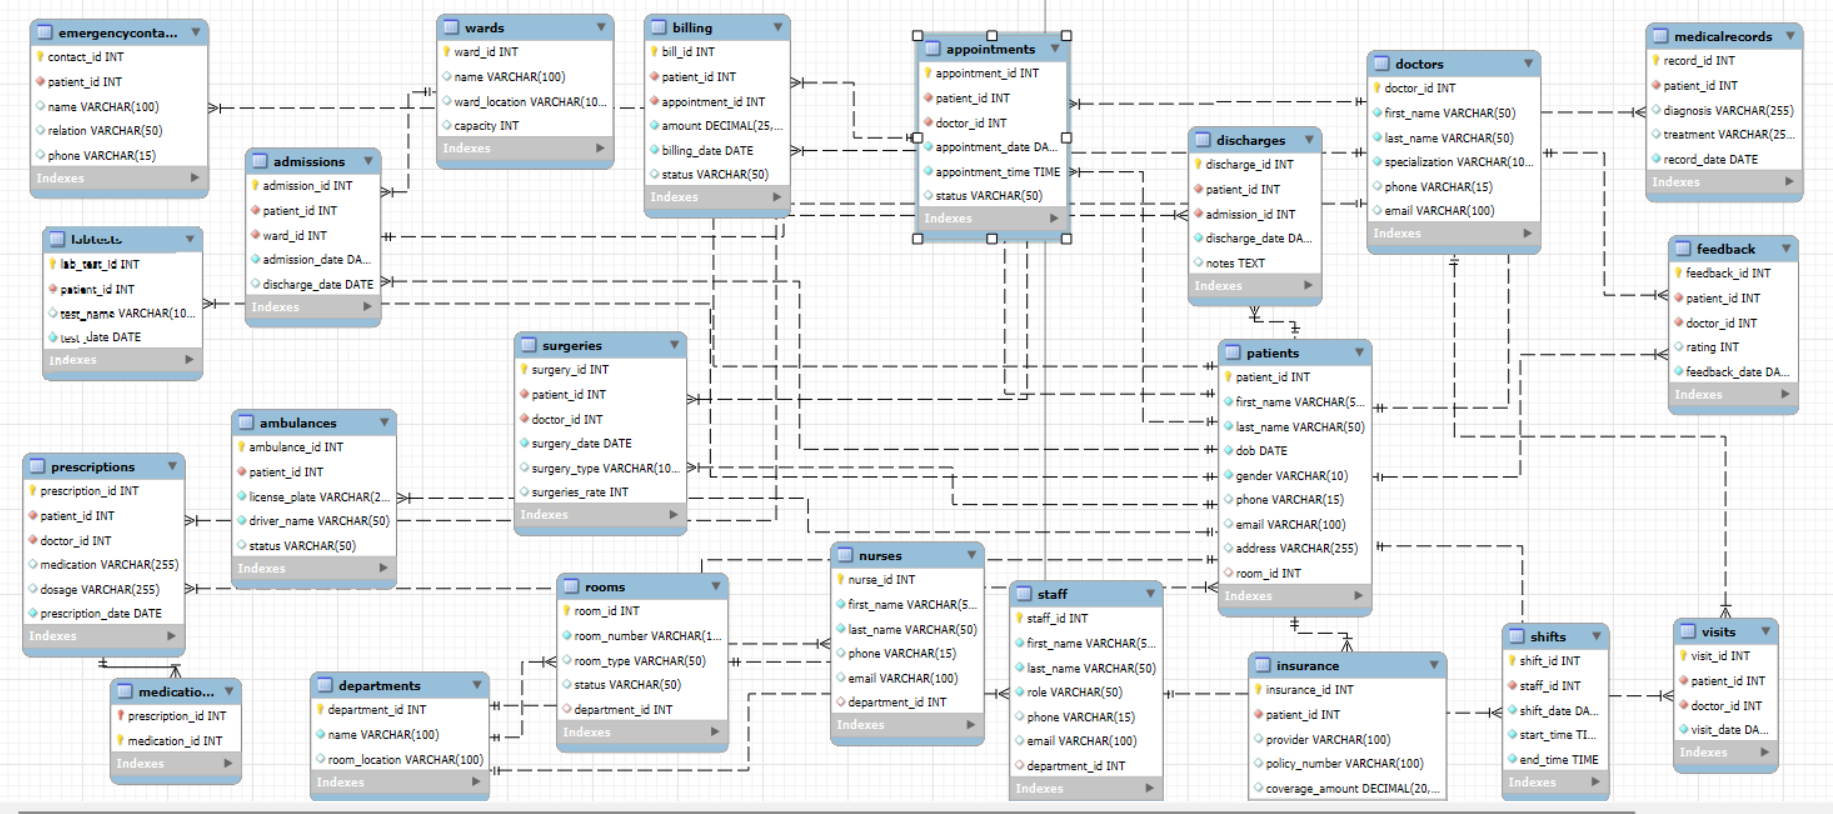 emergencyconta...
contact_id INT
patient_id INT
name VARCHAR(100)
relation VARCHAR(50)
phone VARCHAR(15)
Indexes
wards
ward_id INT
name VARCHAR(100)
ward_location VARCHAR(10...
capacity INT
Indexes
billing
bill_id INT
patient_id INT
appointment_id INT
amount DECIMAL(25,...
billing_date DATE
status VARCHAR(50)
Indexes
appointments
appointment_id INT
patient_id INT
doctor_id INT
appointment_date DA...
appointment_time TIME
status VARCHAR(50)
Indexes
doctors
doctor_id INT
first_name VARCHAR(50)
last_name VARCHAR(50)
specialization VARCHAR(10...
phone VARCHAR(15)
email VARCHAR(100)
Indexes
medicalrecords
record_id INT
patient_id INT
diagnosis VARCHAR(255)
treatment VARCHAR(25...
record_date DATE
Indexes
admissions
admission_id INT
patient_id INT
ward_id INT
admission_date DA...
discharge_date DATE
Indexes
discharges
discharge_id INT
patient_id INT
admission_id INT
discharge_date DA...
notes TEXT
Indexes
labtests
lab_test_id INT
patient_id INT
test_name VARCHAR(10...
test_date DATE
Indexes
feedback
feedback_id INT
patient_id INT
doctor_id INT
rating INT
feedback_date DA...
Indexes
surgeries
surgery_id INT
patient_id INT
doctor_id INT
surgery_date DATE
surgery_type VARCHAR(10...
surgeries_rate INT
Indexes
patients
patient_id INT
first_name VARCHAR(5...
last_name VARCHAR(50)
dob DATE
gender VARCHAR(10)
phone VARCHAR(15)
email VARCHAR(100)
address VARCHAR(255)
room_id INT
Indexes
ambulances
ambulance_id INT
patient_id INT
license_plate VARCHAR(2...
driver_name VARCHAR(50)
status VARCHAR(50)
Indexes
prescriptions
prescription_id INT
patient_id INT
doctor_id INT
medication VARCHAR(255)
dosage VARCHAR(255)
prescription_date DATE
Indexes
nurses
nurse_id INT
first_name VARCHAR(5...
last_name VARCHAR(50)
phone VARCHAR(15)
email VARCHAR(100)
department_id INT
Indexes
rooms
room_id INT
room_number VARCHAR(1...
room_type VARCHAR(50)
status VARCHAR(50)
department_id INT
Indexes
staff
staff_id INT
first_name VARCHAR(5...
last_name VARCHAR(50)
role VARCHAR(50)
phone VARCHAR(15)
email VARCHAR(100)
department_id INT
Indexes
medicatio...
prescription_id INT
medication_id INT
Indexes
departments
department_id INT
name VARCHAR(100)
room_location VARCHAR(100)
Indexes
insurance
insurance_id INT
patient_id INT
provider VARCHAR(100)
policy_number VARCHAR(100)
coverage_amount DECIMAL(20,...
shifts
shift_id INT
staff_id INT
shift_date DA...
start_time TI...
end_time TIME
Indexes
visits
visit_id INT
patient_id INT
doctor_id INT
visit_date DA...
Indexes